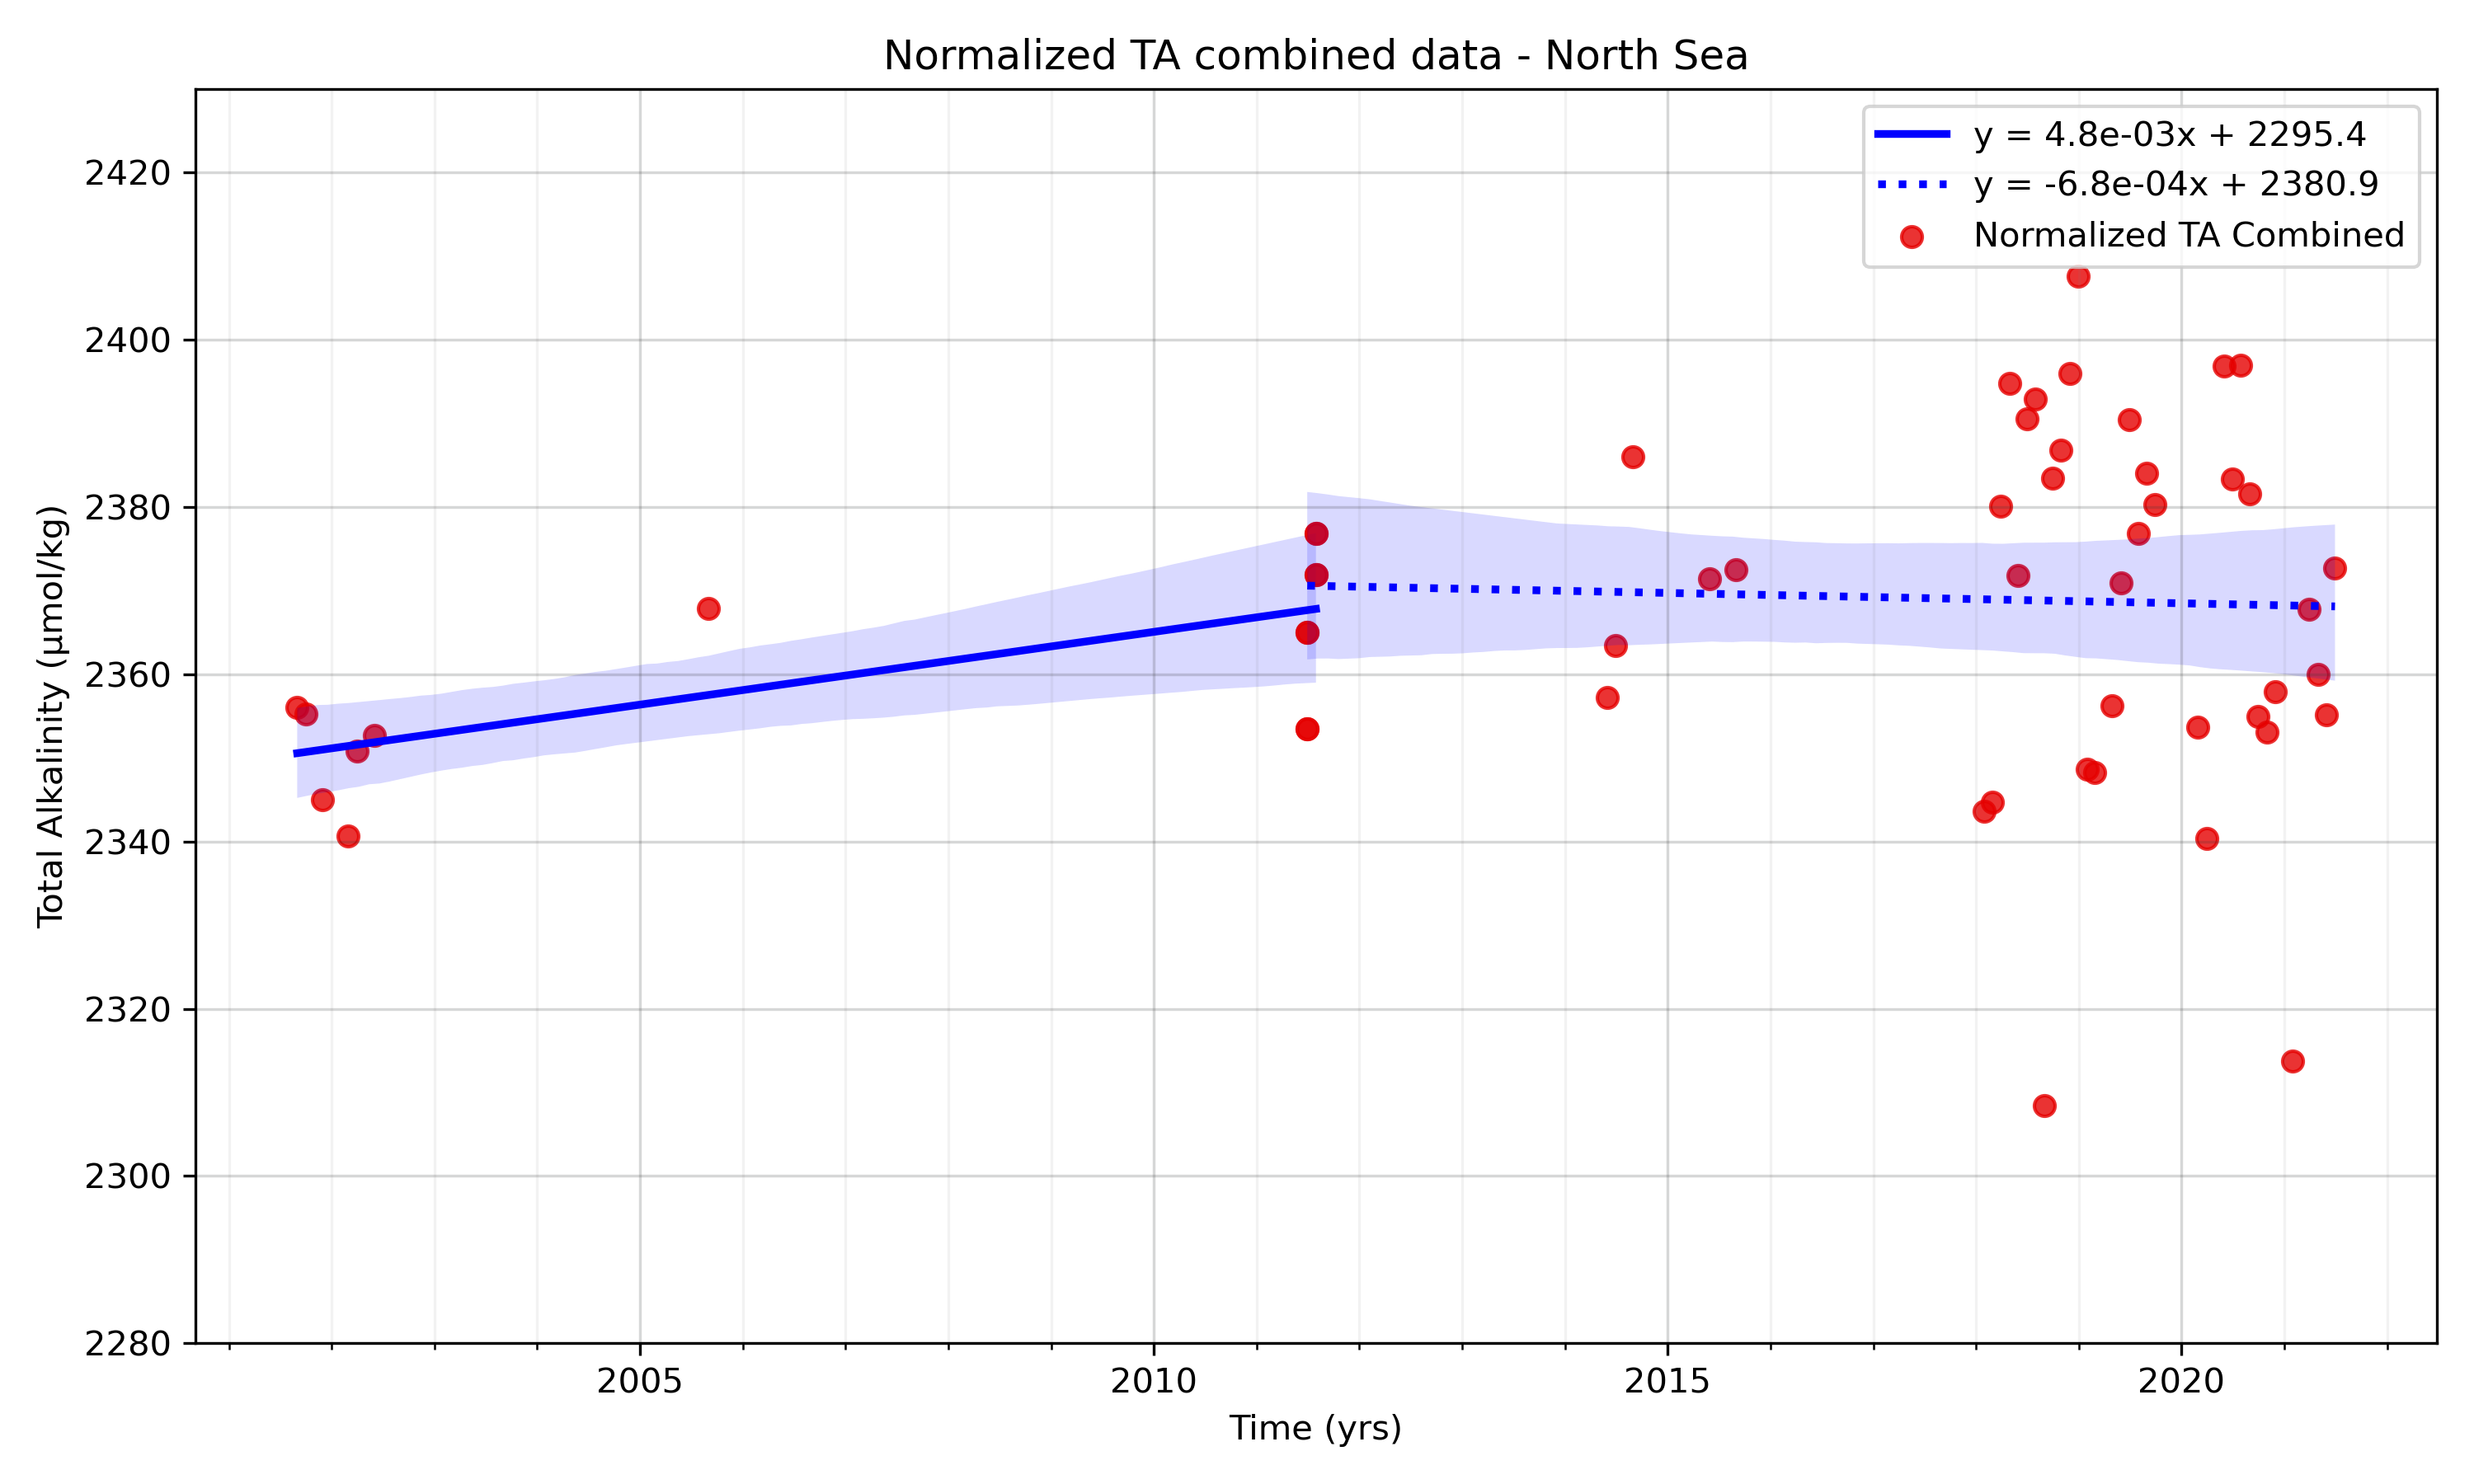 Normalized TA combined data - North Sea
y = 4.8e-03x + 2295.4
y = -6.8e-04x + 2380.9
Normalized TA Combined
Total Alkalinity (μmol/kg)
2420
2400
2380
2360
2340
2320
2300
2280
2005
2010
2015
2020
Time (yrs)